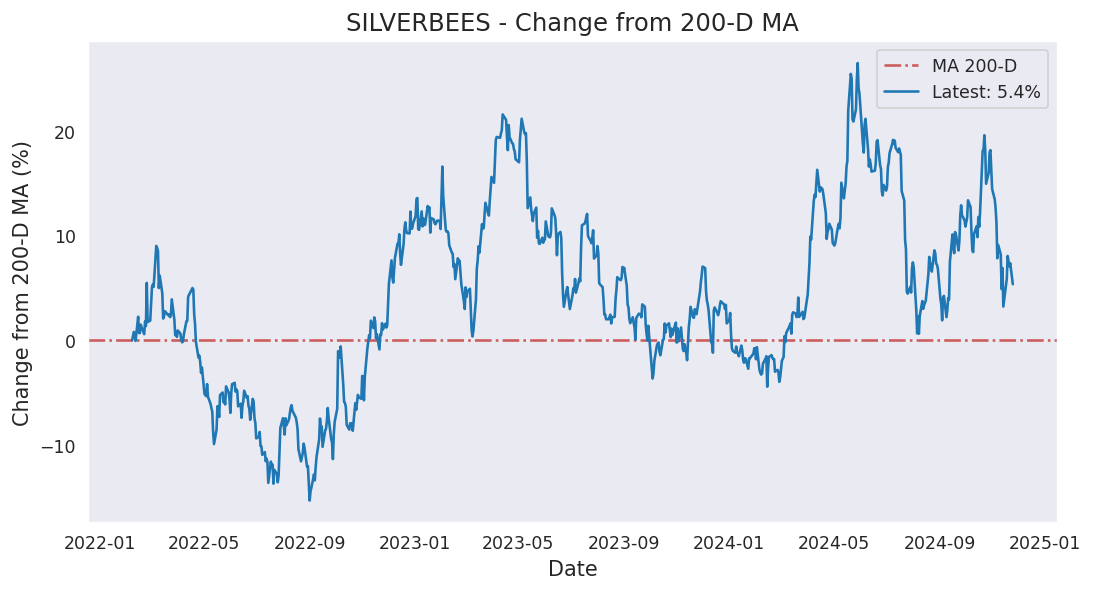 SILVERBEES - Change from 200-D MA
MA 200-D
Latest: 5.4%
Change from 200-D MA (%)
20
10
0
−10
2022-01 2022-05 2022-09 2023-01 2023-05 2023-09 2024-01 2024-05 2024-09 2025-01
Date